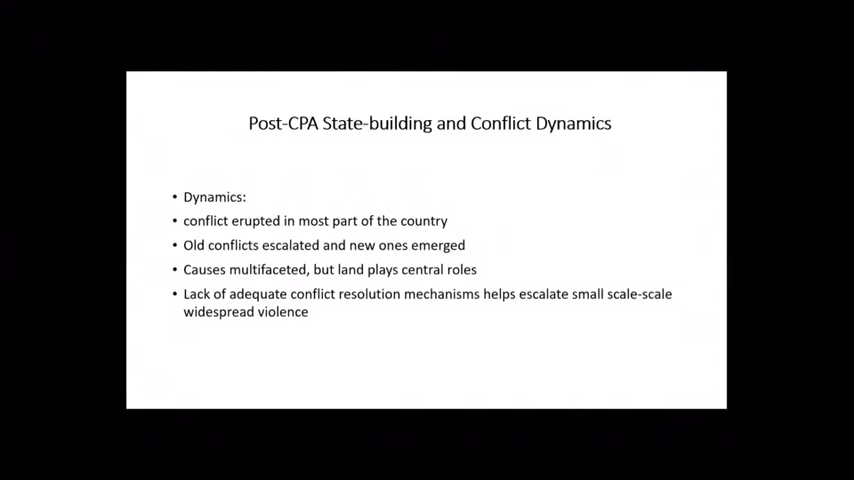 Post-CPA State-building and Conflict Dynamics
• Dynamics:
• conflict erupted in most part of the country
• Old conflicts escalated and new ones emerged
• Causes multifaceted, but land plays central roles
• Lack of adequate conflict resolution mechanisms helps escalate small scale-scale
widespread violence